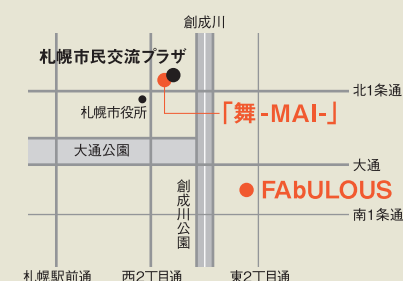 創成川
札幌市民交流プラザ
北1条通
札幌市役所
「舞-MAI-」
大通公園
大通
FAbULOUS
創成川公園
南1条通
札幌駅前通
西2丁目通
東2丁目通